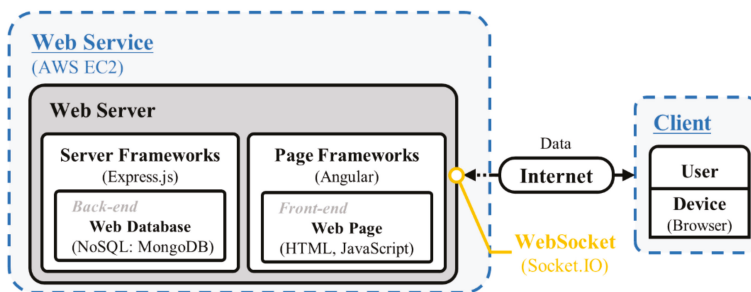 Web Service
(AWS EC2)
Web Server
Server Frameworks
(Express.js)
Back-end
Web Database
(NoSQL: MongoDB)
Page Frameworks
(Angular)
Front-end
Web Page
(HTML, JavaScript)
Data
Internet
WebSocket
(Socket.IO)
Client
User
Device
(Browser)